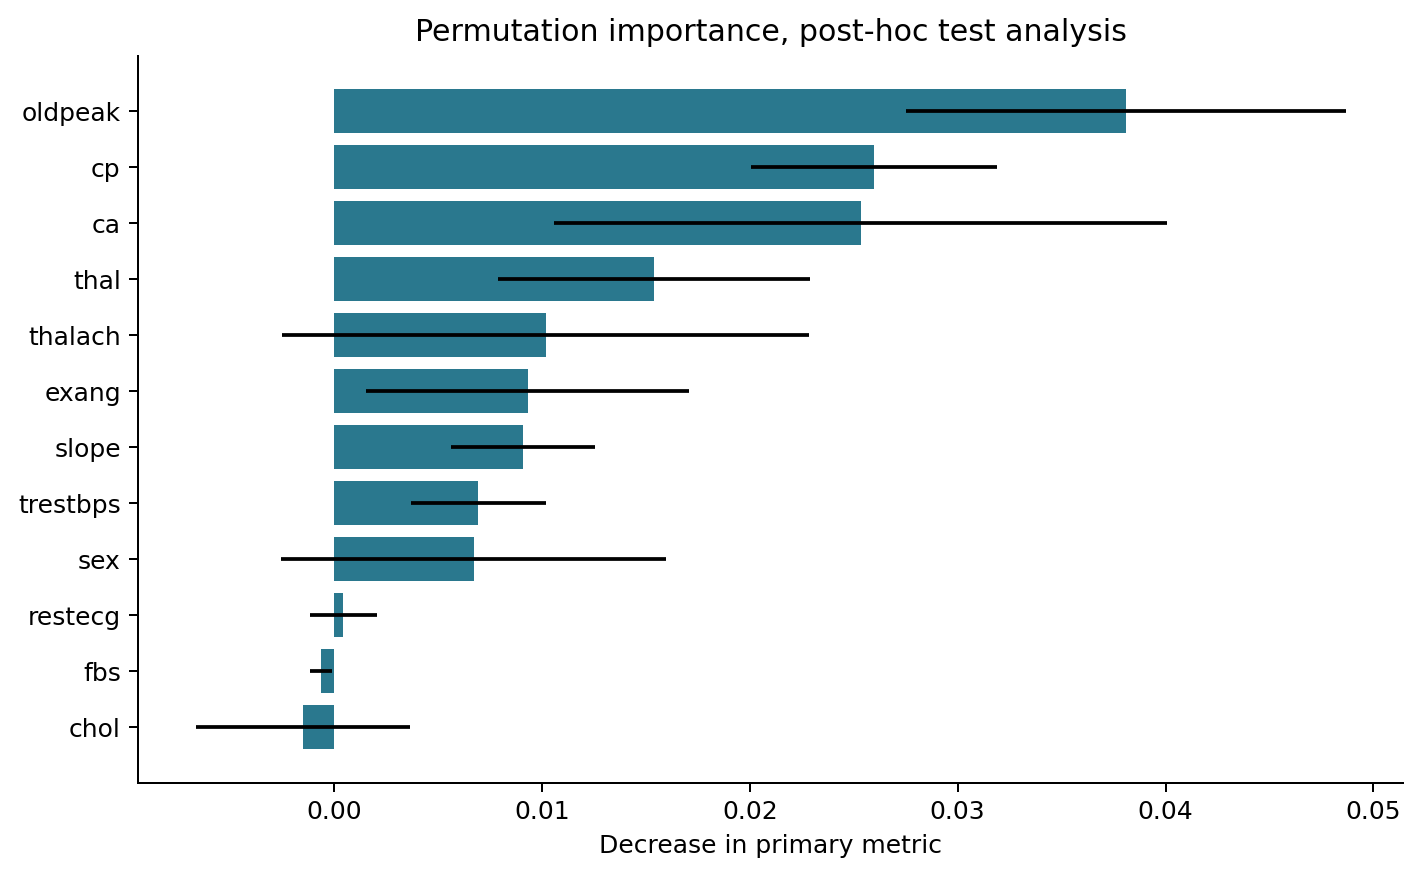 Permutation importance, post-hoc test analysis
oldpeak
cp
ca
thal
thalach
exang
slope
trestbps
sex
restecg
fbs
chol
0.00 0.01 0.02 0.03 0.04 0.05
Decrease in primary metric